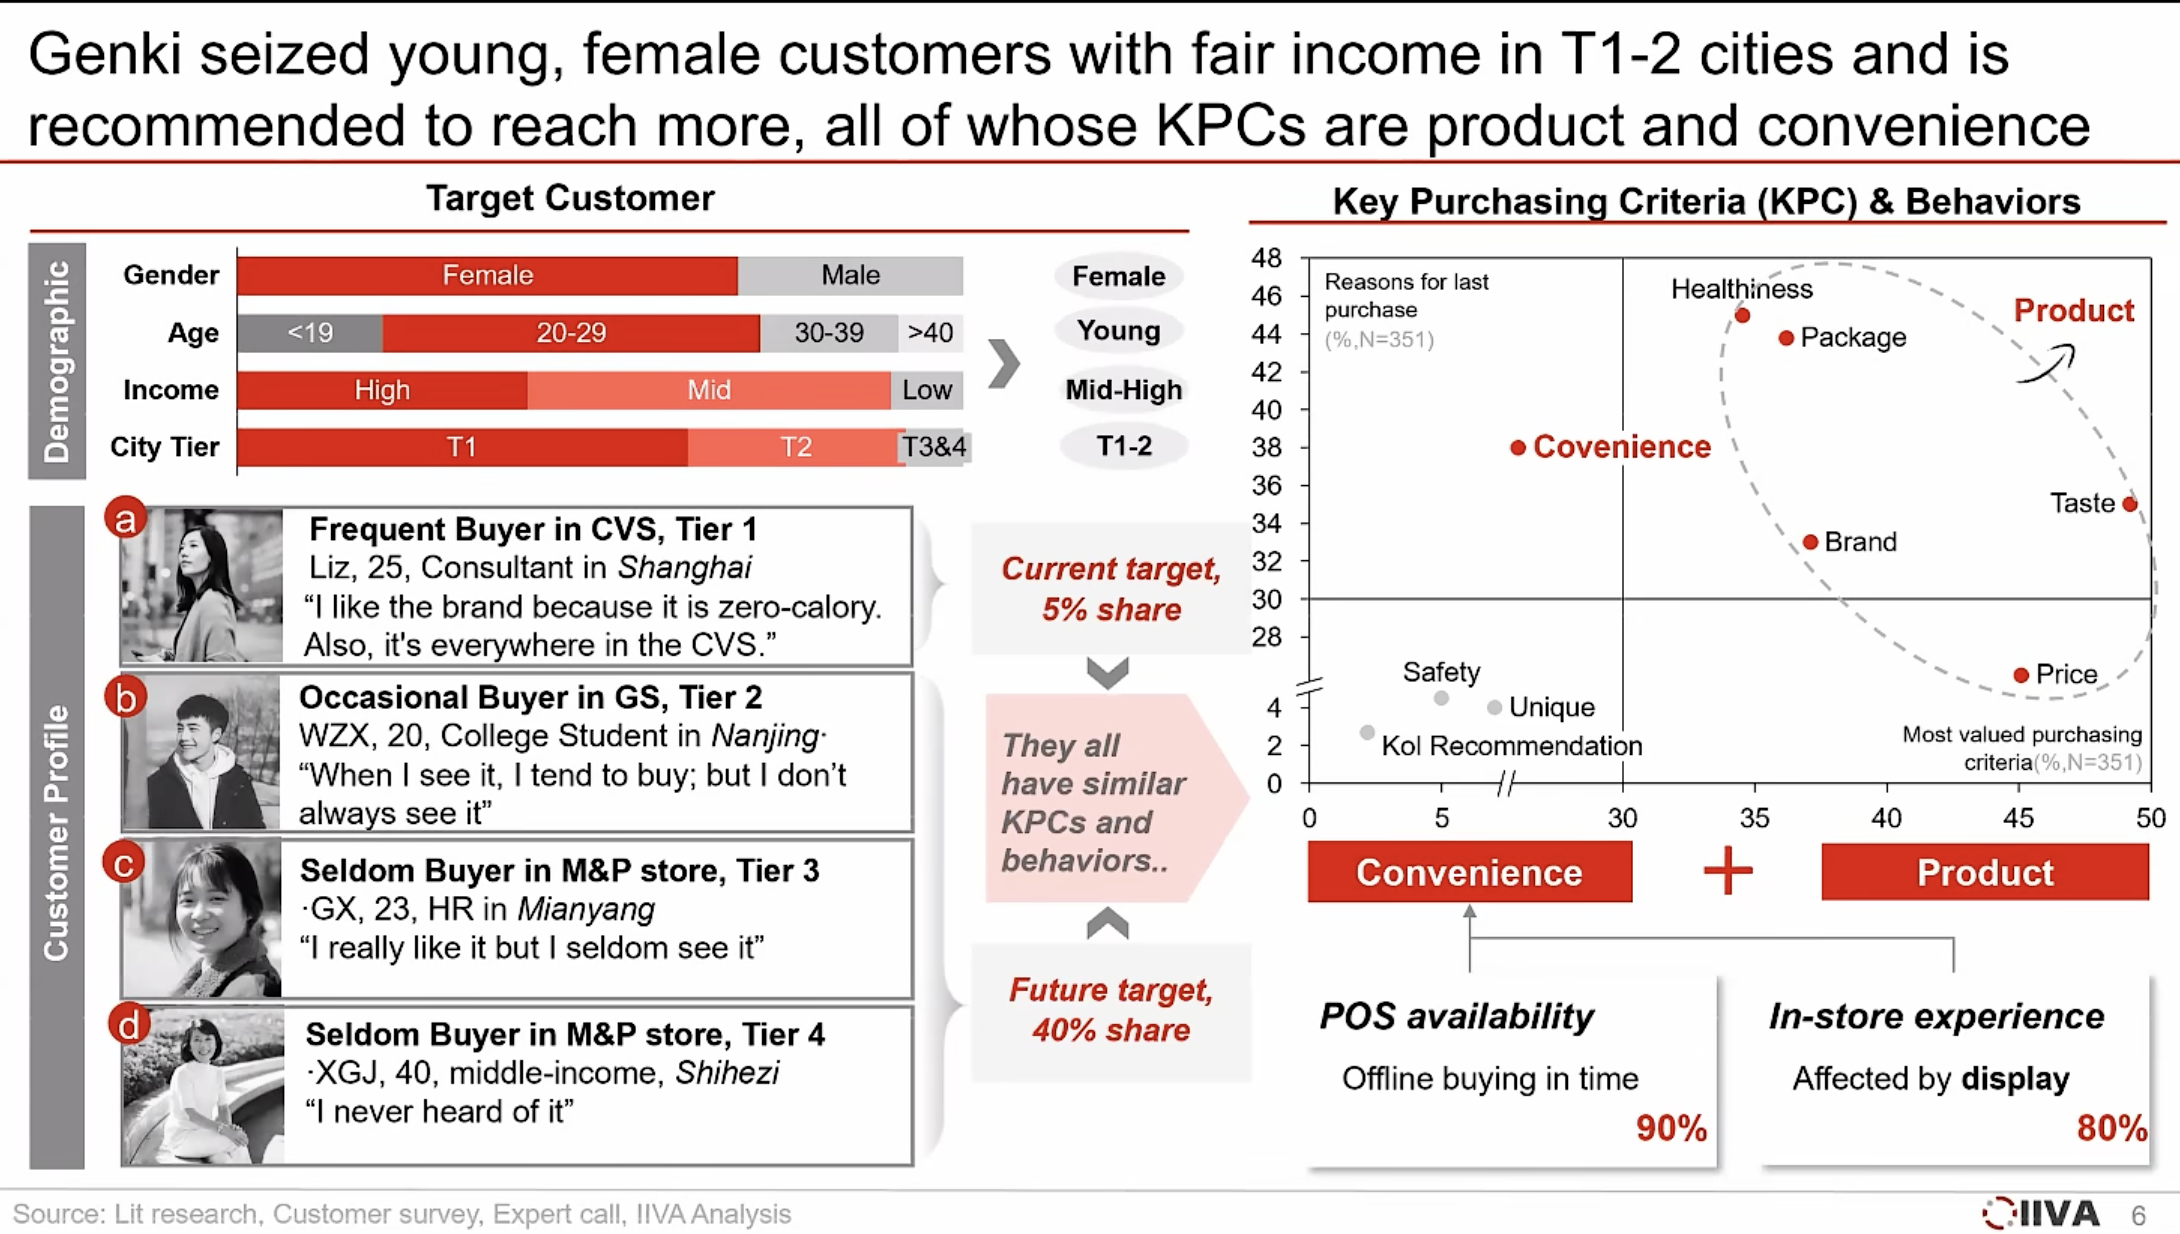 Genki seized young, female customers with fair income in T1-2 cities and is
recommended to reach more, all of whose KPCs are product and convenience
Target Customer
Demographic
Gender
Female
Male
Female
Age
<19
20-29
30-39
>40
Young
Income
High
Mid
Low
Mid-High
City Tier
T1
T2
T3&4
T1-2
Customer Profile
a
Frequent Buyer in CVS, Tier 1
Liz, 25, Consultant in Shanghai
“I like the brand because it is zero-calory.
Also, it's everywhere in the CVS.”
b
Occasional Buyer in GS, Tier 2
WZX, 20, College Student in Nanjing·
“When I see it, I tend to buy; but I don’t
always see it”
c
Seldom Buyer in M&P store, Tier 3
·GX, 23, HR in Mianyang
“I really like it but I seldom see it”
d
Seldom Buyer in M&P store, Tier 4
·XGJ, 40, middle-income, Shihezi
“I never heard of it”
Current target,
5% share
They all
have similar
KPCs and
behaviors..
Future target,
40% share
Key Purchasing Criteria (KPC) & Behaviors
48
46
44
42
40
38
36
34
32
30
28
4
2
0
Reasons for last
purchase
(%,N=351)
Healthiness
Product
Package
Covenience
Taste
Brand
Price
Safety
Unique
Kol Recommendation
Most valued purchasing
criteria(%,N=351)
0
5
30
35
40
45
50
Convenience
+
Product
POS availability
Offline buying in time
90%
In-store experience
Affected by display
80%
Source: Lit research, Customer survey, Expert call, IIVA Analysis
IIVA
6